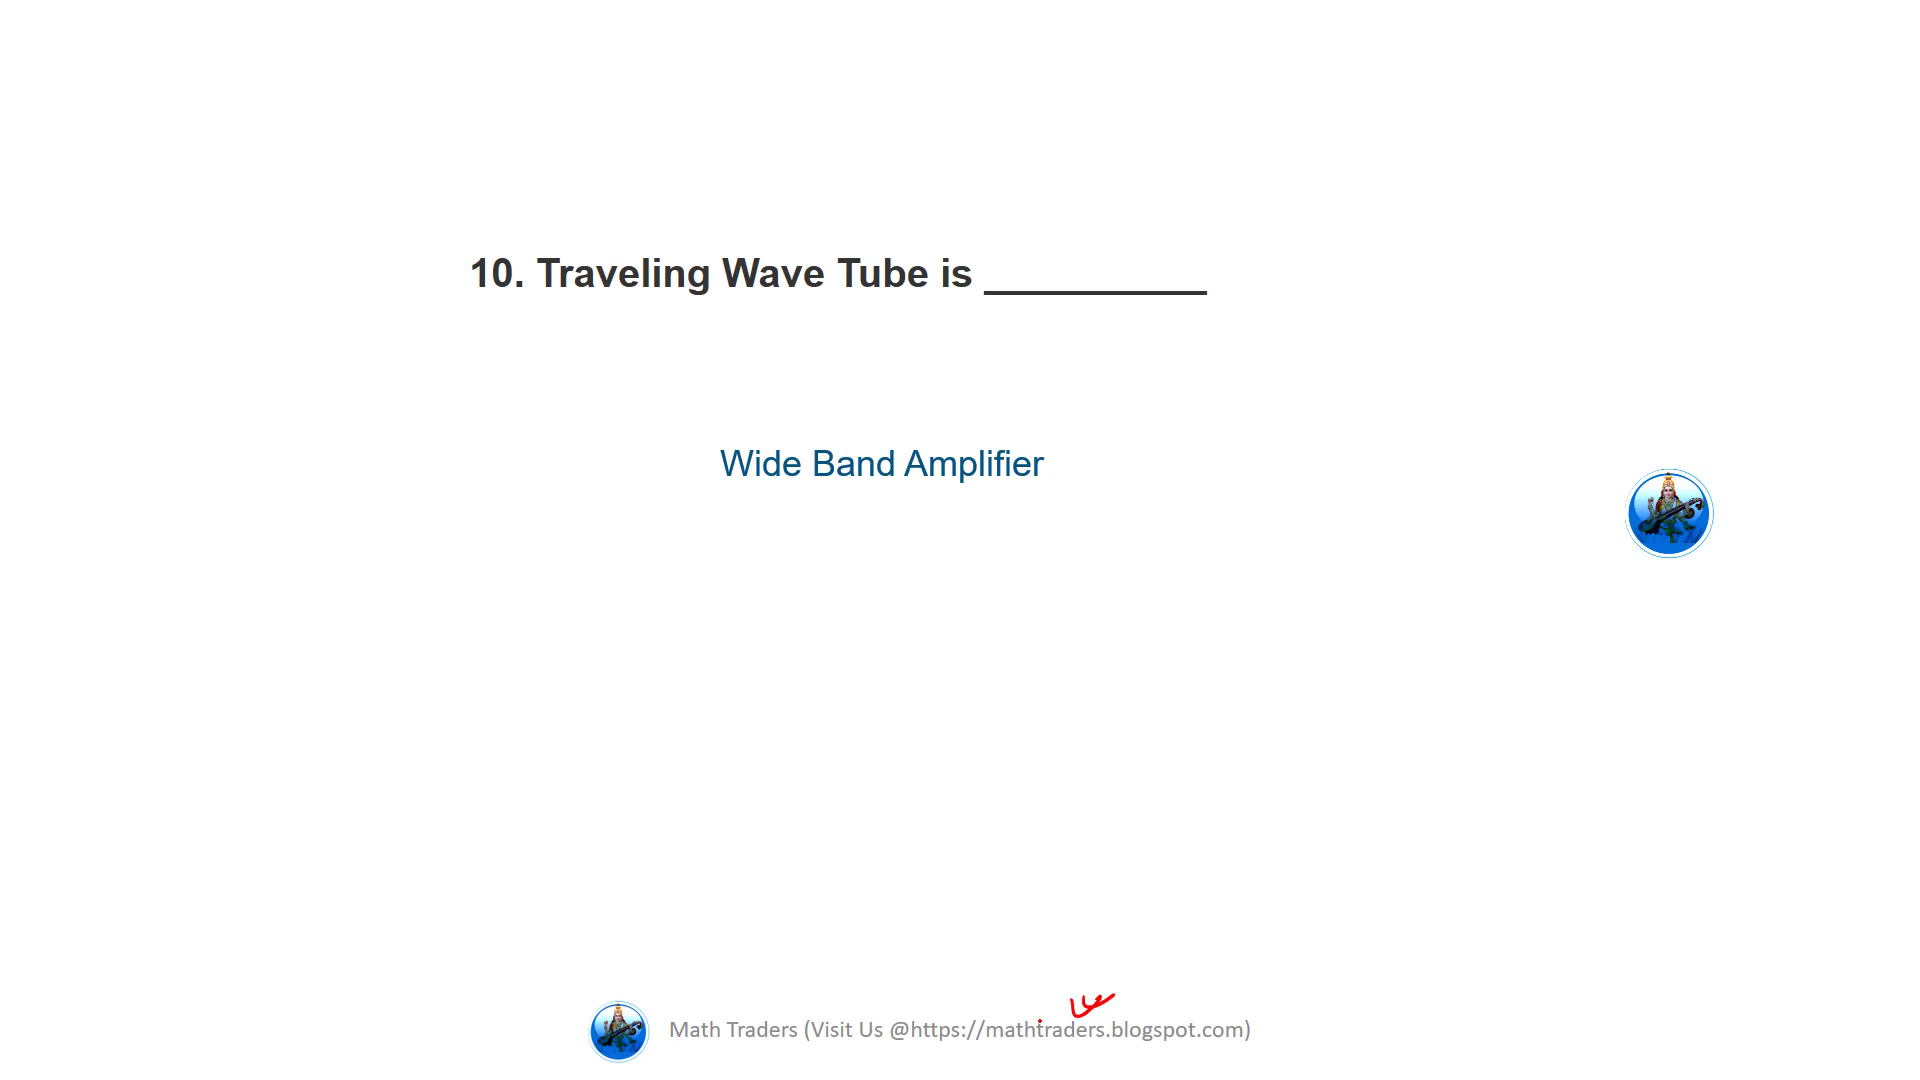 10. Traveling Wave Tube is __________
Wide Band Amplifier
Math Traders (Visit Us @https://mathtraders.blogspot.com)